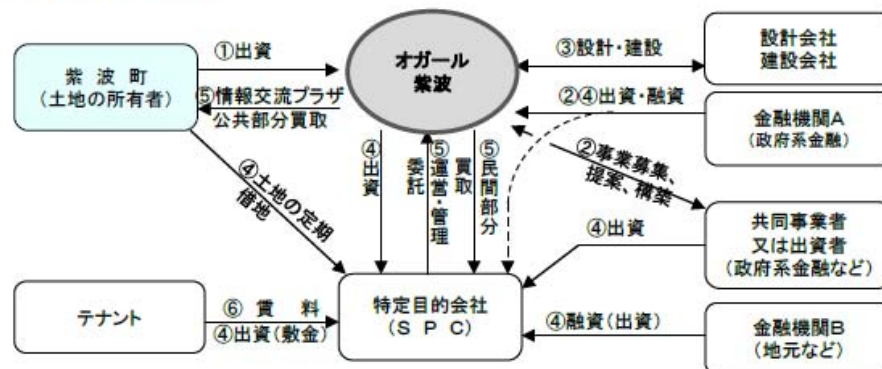 紫 波 町
(土地の所有者)
①出資
⑤情報交流プラザ
公共部分買取
オガール
紫波
③設計・建設
設計会社
建設会社
②④出資・融資
金融機関A
(政府系金融)
②事業募集、
提案、構築
共同事業者
又は出資者
(政府系金融など)
④土地の定期
借地
④出資
⑤運営・管理
委託
⑤民間部分
買取
④出資
テナント
⑥ 賃 料
④出資(敷金)
特定目的会社
(S P C)
④融資(出資)
金融機関B
(地元など)